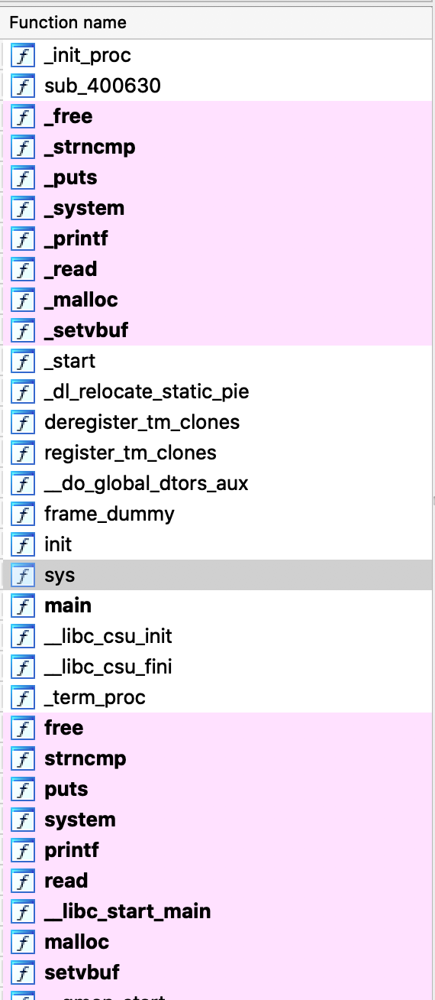 Function name
_init_proc
sub_400630
_free
_strncmp
_puts
_system
_printf
_read
_malloc
_setvbuf
_start
_dl_relocate_static_pie
deregister_tm_clones
register_tm_clones
__do_global_dtors_aux
frame_dummy
init
sys
main
__libc_csu_init
__libc_csu_fini
_term_proc
free
strncmp
puts
system
printf
read
__libc_start_main
malloc
setvbuf